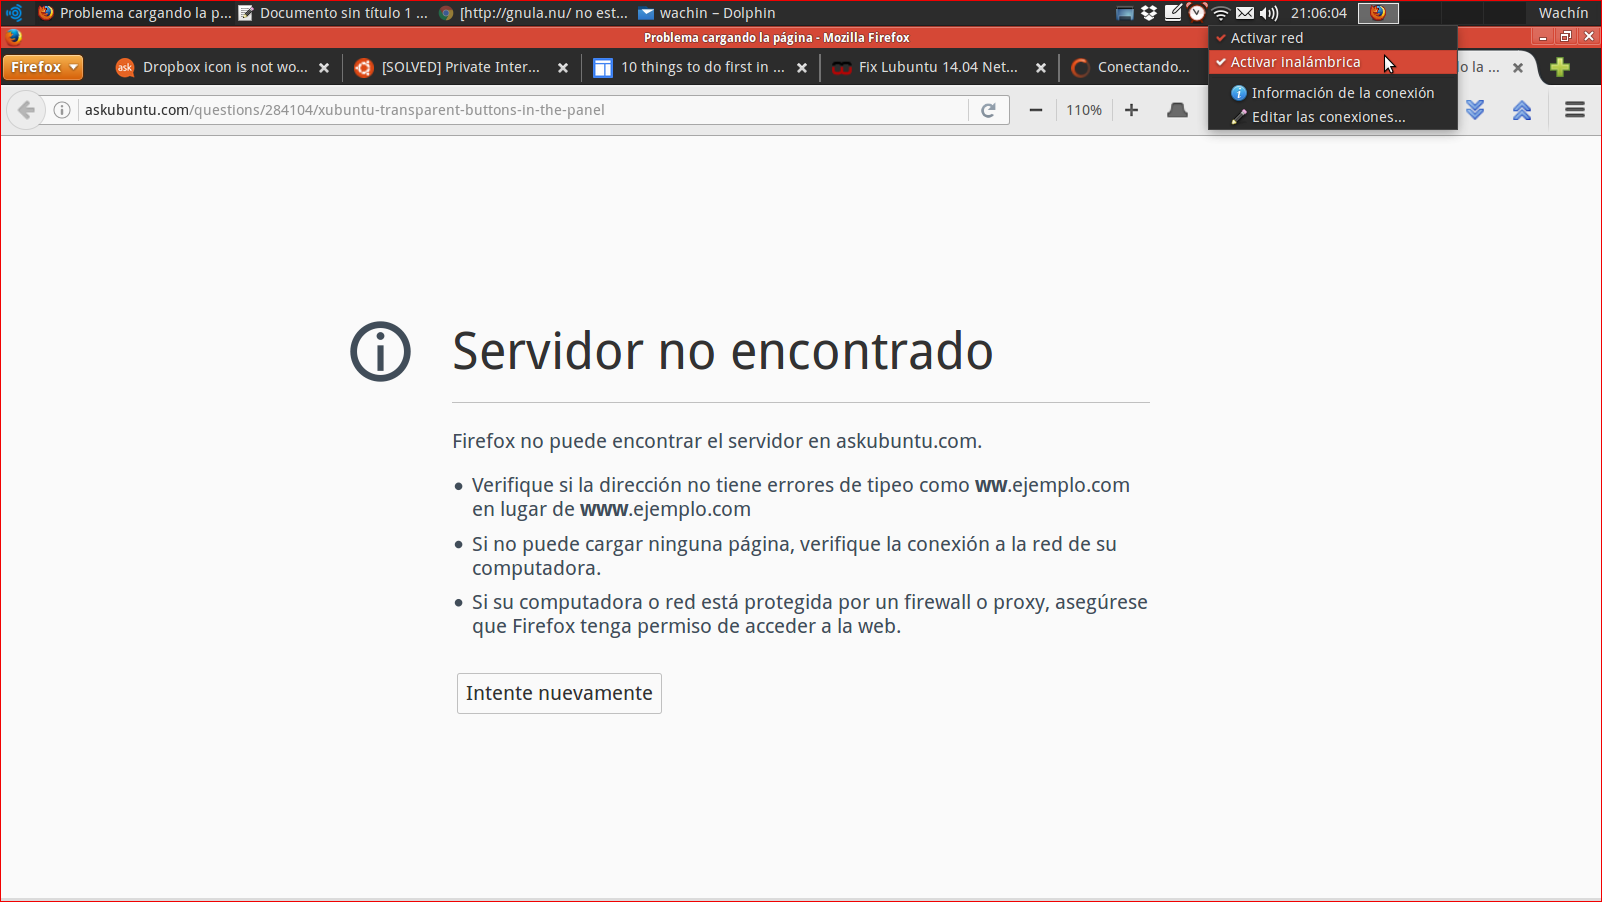 Problema cargando la p...
Documento sin título 1 ...
[http://gnula.nu/ no est...
wachin – Dolphin
21:06:04
Wachín
Problema cargando la página - Mozilla Firefox
Activar red
Activar inalámbrica
Información de la conexión
Editar las conexiones...
Firefox
ask
Dropbox icon is not wo...
[SOLVED] Private Inter...
10 things to do first in ...
Fix Lubuntu 14.04 Net...
Conectando...
o la ...
askubuntu.com/questions/284104/xubuntu-transparent-buttons-in-the-panel
110%
Servidor no encontrado
Firefox no puede encontrar el servidor en askubuntu.com.
Verifique si la dirección no tiene errores de tipeo como ww.ejemplo.com
en lugar de www.ejemplo.com
Si no puede cargar ninguna página, verifique la conexión a la red de su
computadora.
Si su computadora o red está protegida por un firewall o proxy, asegúrese
que Firefox tenga permiso de acceder a la web.
Intente nuevamente